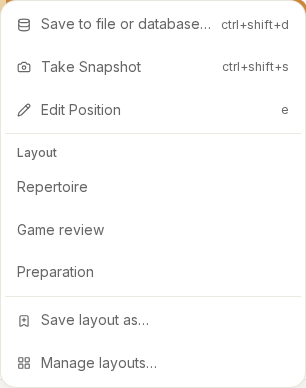 Save to file or database... ctrl+shift+d
Take Snapshot ctrl+shift+s
Edit Position e
Layout
Repertoire
Game review
Preparation
Save layout as...
Manage layouts...